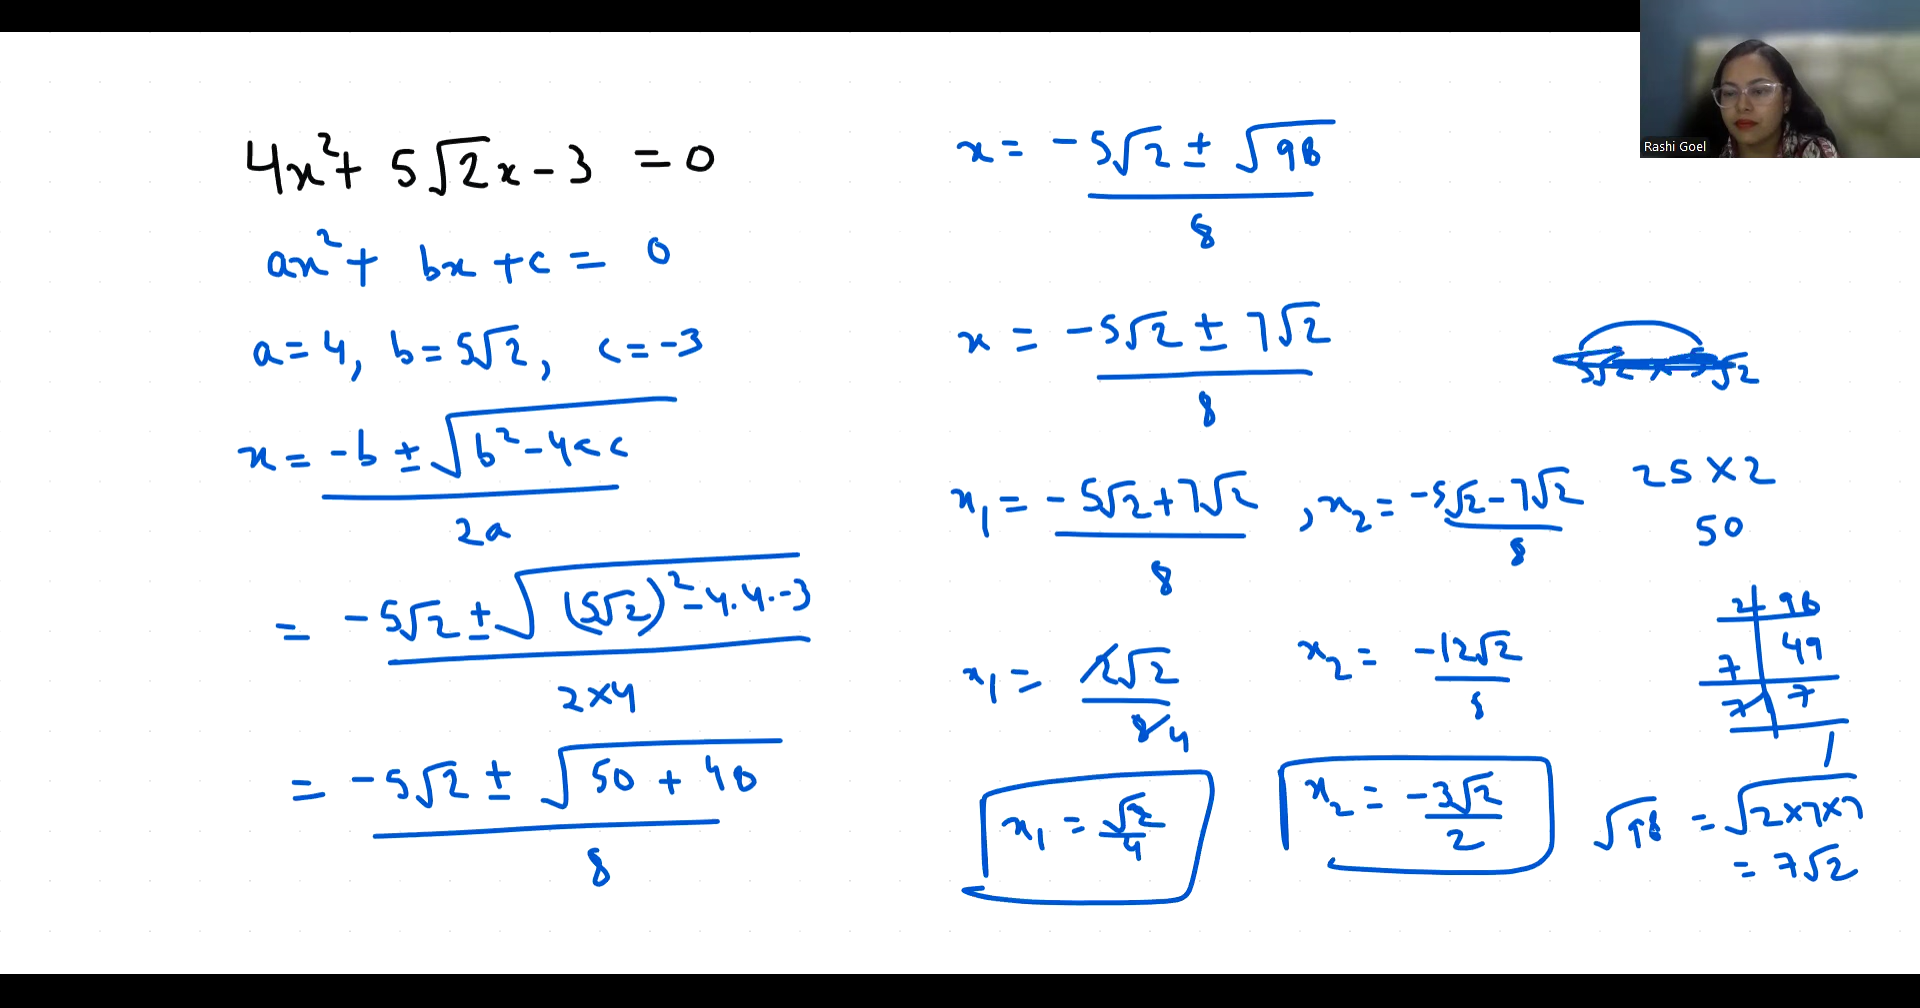 4x² + 5√2x - 3 = 0
ax² + bx + c = 0
a = 4, b = 5√2, c = -3
x = -b ± √b² - 4ac
2a
= -5√2 ± √(5√2)² - 4.4.-3
2×4
= -5√2 ± √50 + 48
8
x = -5√2 ± √98
8
x = -5√2 ± 7√2
8
x₁ = -5√2 + 7√2 , x₂ = -5√2 - 7√2
8 8
x₁ = 2√2 x₂ = -12√2
8 4 8
x₁ = √2 x₂ = -3√2
4 2
Rashi Goel
5√2 × 5√2
25 × 2
50
2 98
7 49
7 7
1
√98 = √2×7×7
= 7√2